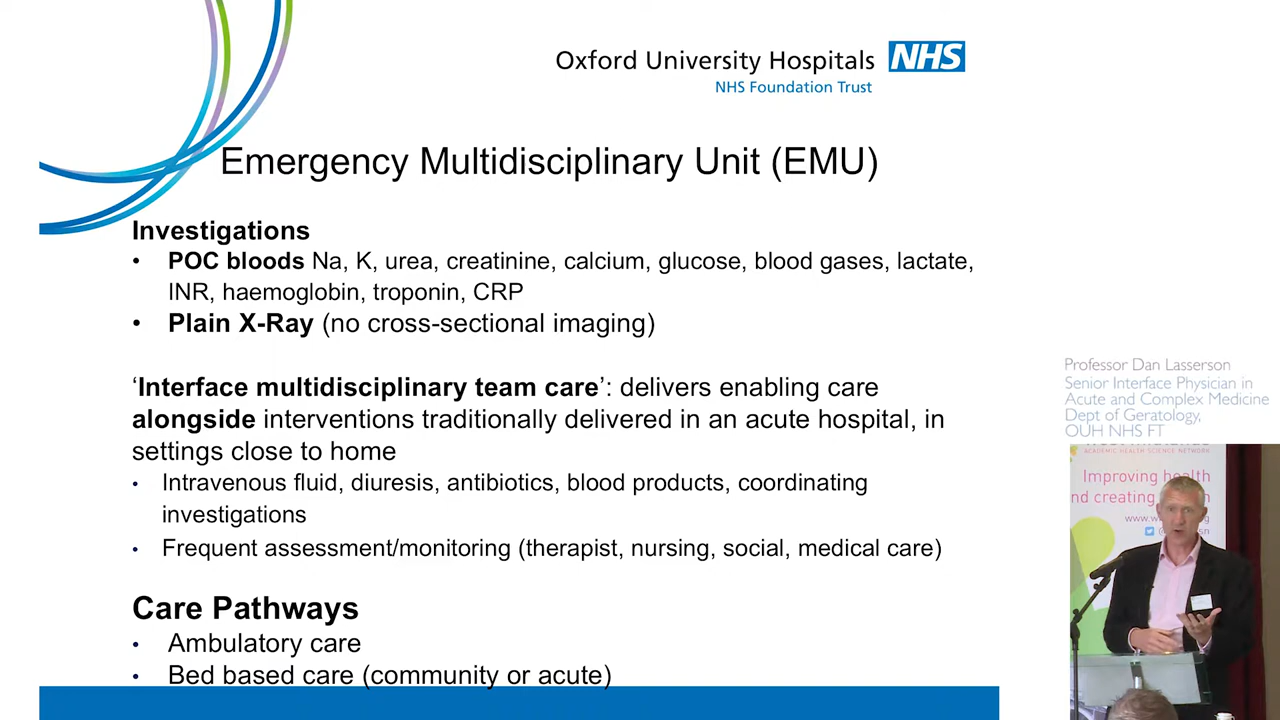 Oxford University Hospitals NHS
NHS Foundation Trust
Emergency Multidisciplinary Unit (EMU)
Investigations
• POC bloods Na, K, urea, creatinine, calcium, glucose, blood gases, lactate,
INR, haemoglobin, troponin, CRP
• Plain X-Ray (no cross-sectional imaging)
‘Interface multidisciplinary team care’: delivers enabling care
alongside interventions traditionally delivered in an acute hospital, in
settings close to home
• Intravenous fluid, diuresis, antibiotics, blood products, coordinating
investigations
• Frequent assessment/monitoring (therapist, nursing, social, medical care)
Care Pathways
• Ambulatory care
• Bed based care (community or acute)
Professor Dan Lasserson
Senior Interface Physician in
Acute and Complex Medicine
Dept of Geratology,
OUH NHS FT
ACADEMIC HEALTH SCIENCE NETWORK
Improving health
nd creating
www.w